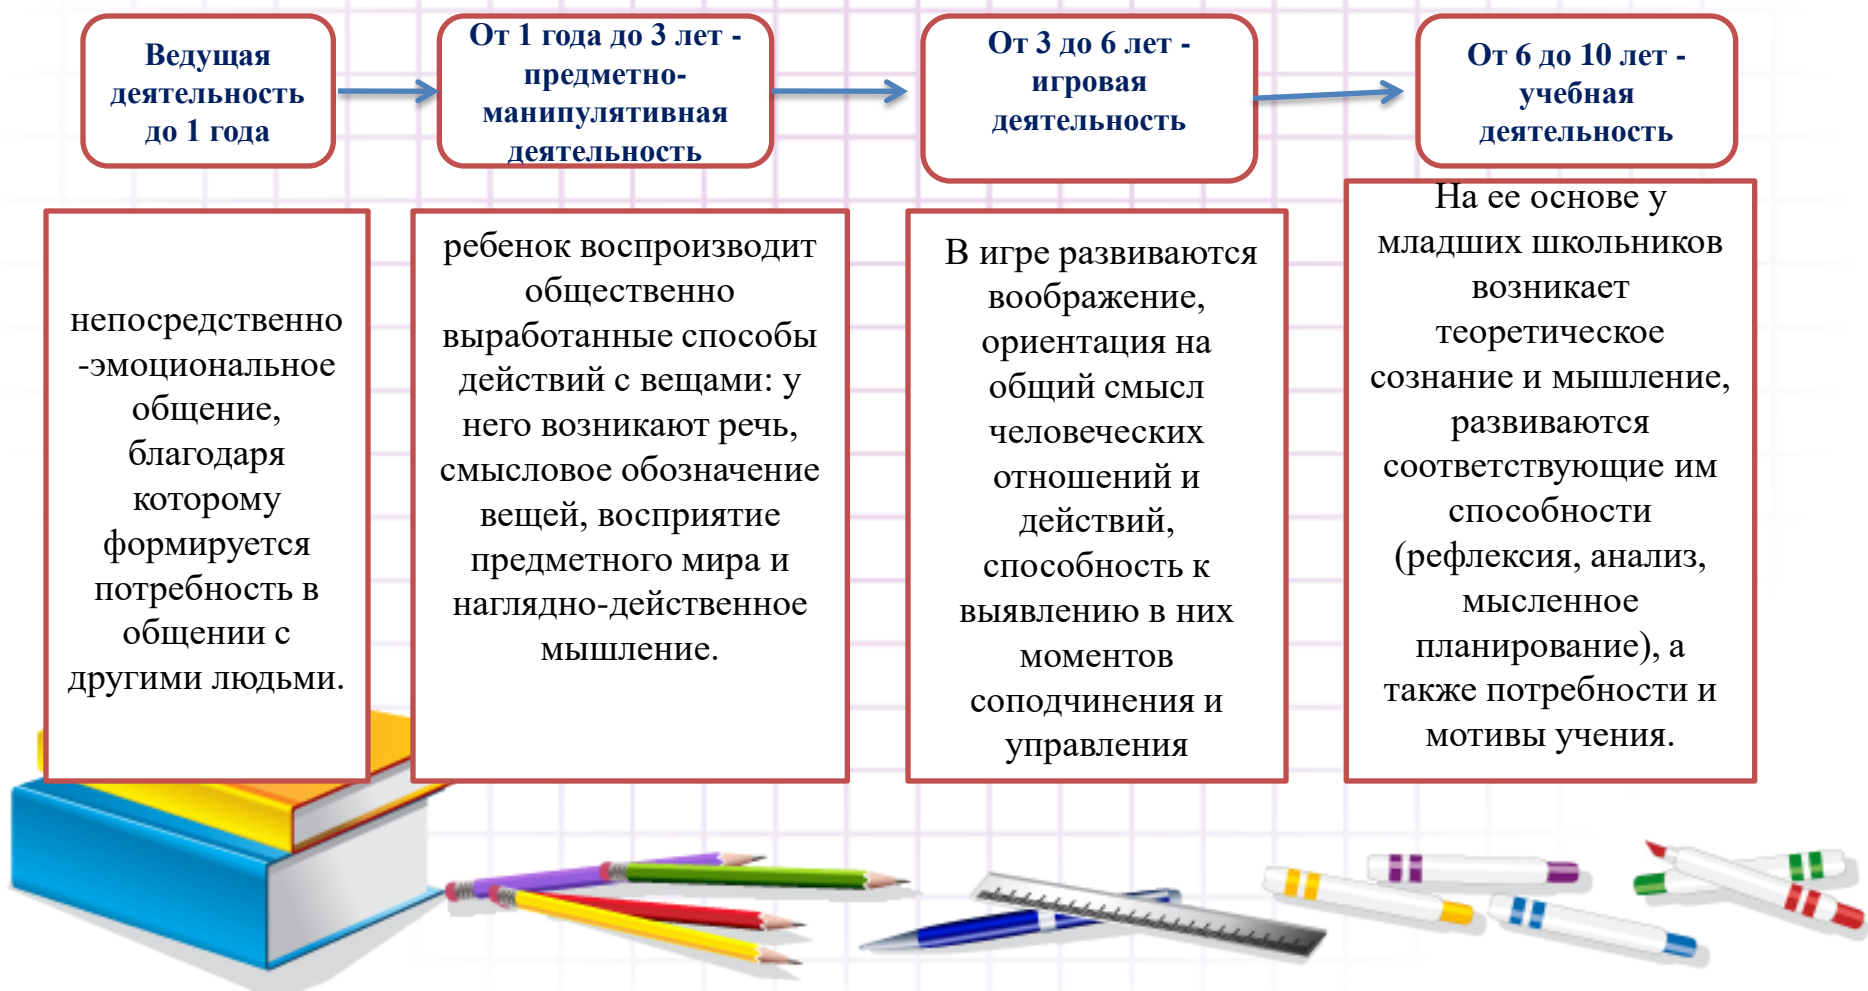 Ведущая
деятельность
до 1 года
От 1 года до 3 лет -
предметно-
манипулятивная
деятельность
От 3 до 6 лет -
игровая
деятельность
От 6 до 10 лет -
учебная
деятельность
непосредственно
-эмоциональное
общение,
благодаря
которому
формируется
потребность в
общении с
другими людьми.
ребенок воспроизводит
общественно
выработанные способы
действий с вещами: у
него возникают речь,
смысловое обозначение
вещей, восприятие
предметного мира и
наглядно-действенное
мышление.
В игре развиваются
воображение,
ориентация на
общий смысл
человеческих
отношений и
действий,
способность к
выявлению в них
моментов
соподчинения и
управления
На ее основе у
младших школьников
возникает
теоретическое
сознание и мышление,
развиваются
соответствующие им
способности
(рефлексия, анализ,
мысленное
планирование), а
также потребности и
мотивы учения.